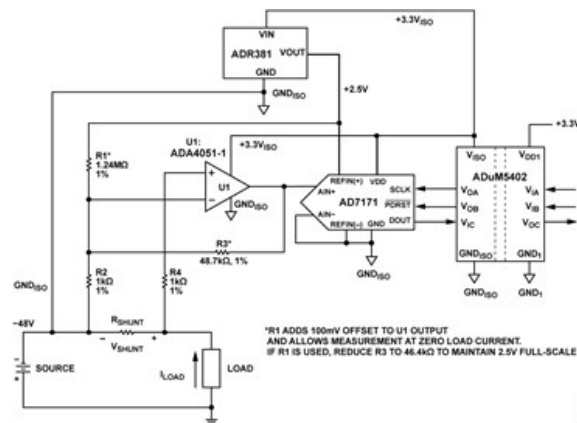 +3.3VISO
VIN
ADR381
VOUT
GND
GNDISO
+2.5V
U1:
ADA4051-1
+3.3VISO
R1*
1.24MΩ
1%
+
U1
−
GNDISO
REFIN(+)
VDD
AIN+
AD7171
AIN−
REFIN(−)
GND
SCLK
PDRST
DOUT
GNDISO
+3.3V
VISO
VDD1
ADuM5402
VOA
VIA
VOB
VIB
VIC
VOC
GNDISO
GND1
GNDISO
GND1
R3*
48.7kΩ, 1%
R2
1kΩ
1%
R4
1kΩ
1%
GNDISO
−48V
RSHUNT
− VSHUNT +
SOURCE
−
+
ILOAD
LOAD
*R1 ADDS 100mV OFFSET TO U1 OUTPUT
AND ALLOWS MEASUREMENT AT ZERO LOAD CURRENT.
IF R1 IS USED, REDUCE R3 TO 46.4kΩ TO MAINTAIN 2.5V FULL-SCALE